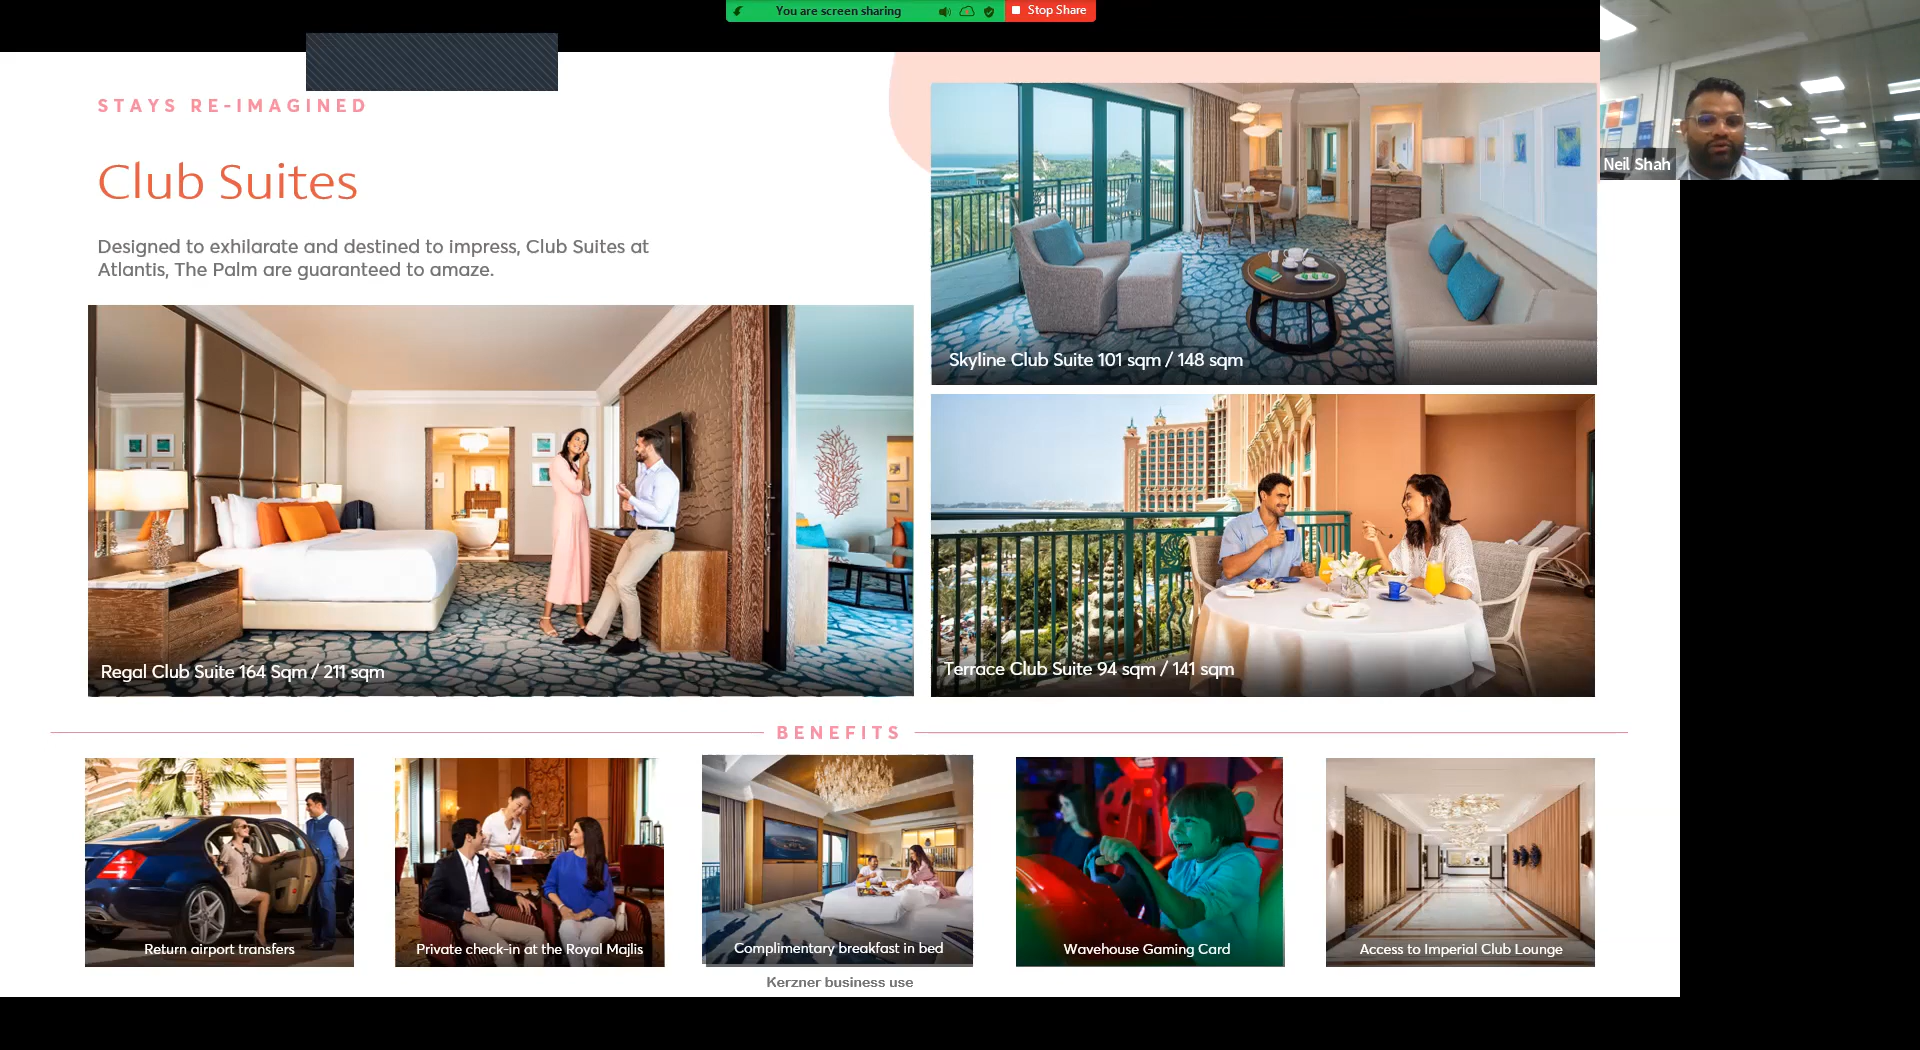 You are screen sharing
Stop Share
STAYS RE-IMAGINED
Club Suites
Designed to exhilarate and destined to impress, Club Suites at
Atlantis, The Palm are guaranteed to amaze.
Neil Shah
Skyline Club Suite 101 sqm / 148 sqm
Regal Club Suite 164 Sqm / 211 sqm
Terrace Club Suite 94 sqm / 141 sqm
BENEFITS
Return airport transfers
Private check-in at the Royal Majlis
Complimentary breakfast in bed
Wavehouse Gaming Card
Access to Imperial Club Lounge
Kerzner business use